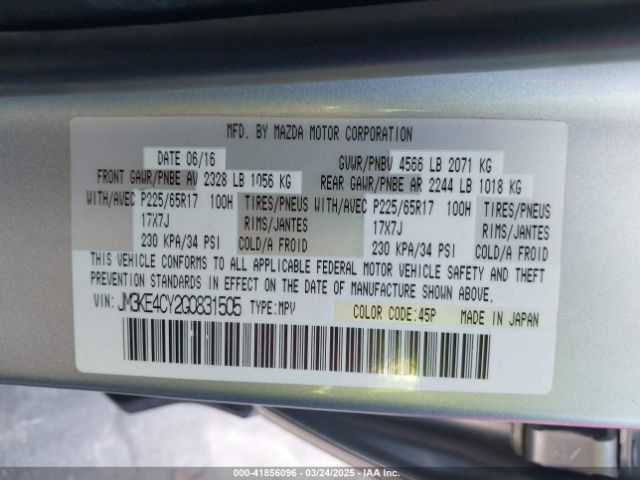 MFD. BY MAZDA MOTOR CORPORATION
DATE 06/16 GVWR/PNBV 4566 LB 2071 KG
FRONT GAWR/PNBE AV 2328 LB 1056 KG REAR GAWR/PNBE AR 2244 LB 1018 KG
WITH/AVEC P225/65R17 100H TIRES/PNEUS WITH/AVEC P225/65R17 100H TIRES/PNEUS
17X7J RIMS/JANTES 17X7J RIMS/JANTES
230 KPA/34 PSI COLD/A FROID 230 KPA/34 PSI COLD/A FROID
THIS VEHICLE CONFORMS TO ALL APPLICABLE FEDERAL MOTOR VEHICLE SAFETY AND THEFT
PREVENTION STANDARDS IN EFFECT ON THE DATE OF MANUFACTURE SHOWN ABOVE.
VIN: JM3KE4CY2G0831505 TYPE:MPV COLOR CODE:45P MADE IN JAPAN
000-41856096 - 03/24/2025 - IAA Inc.